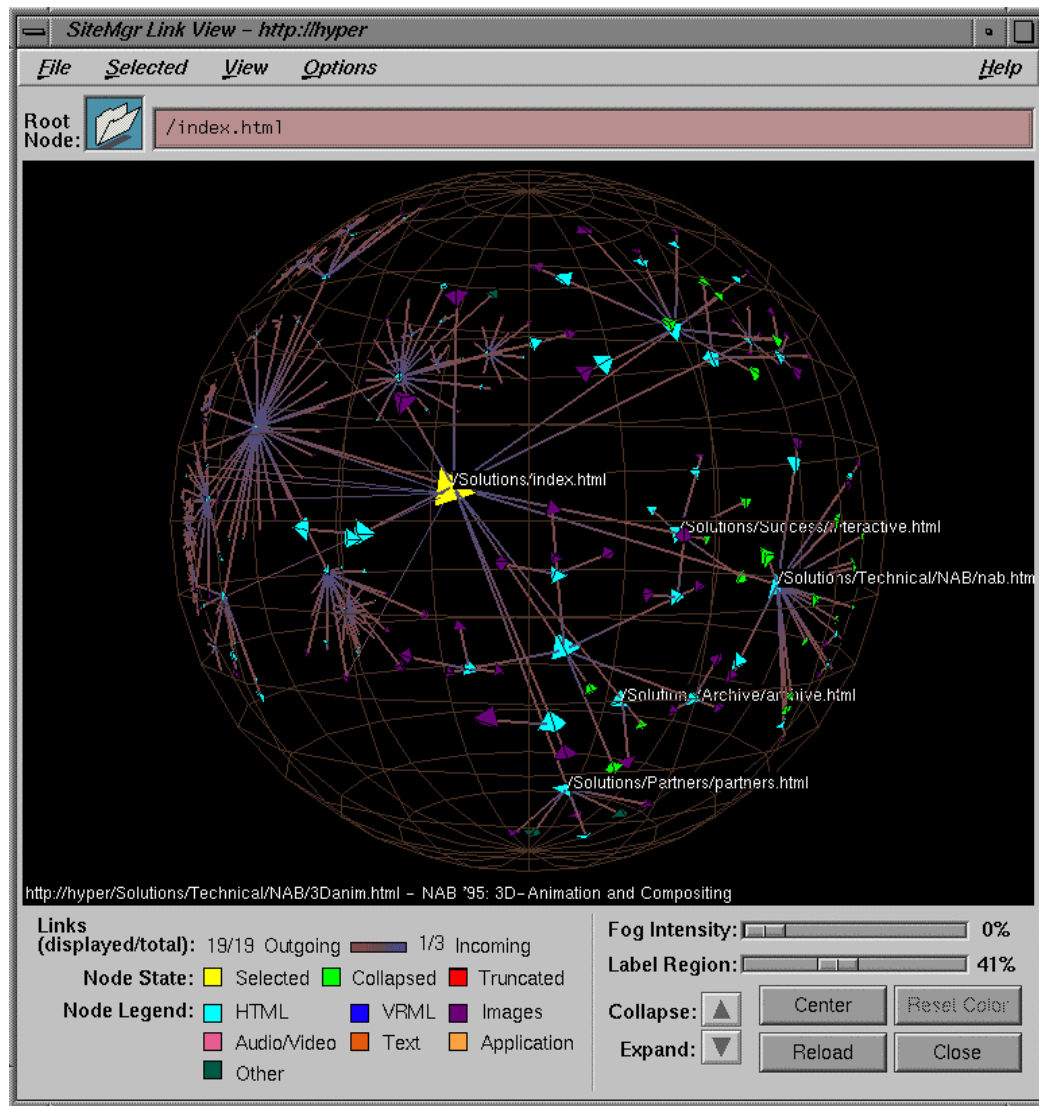 SiteMgr Link View – http://hyper
File Selected View Options Help
Root Node: /index.html
/Solutions/index.html
/Solutions/Success/interactive.html
/Solutions/Technical/NAB/nab.htm
/Solutions/Archive/archive.html
/Solutions/Partners/partners.html
http://hyper/Solutions/Technical/NAB/3Danim.html – NAB '95: 3D-Animation and Compositing
Links
(displayed/total): 19/19 Outgoing 1/3 Incoming
Node State: Selected Collapsed Truncated
Node Legend: HTML VRML Images
Audio/Video Text Application
Other
Fog Intensity: 0%
Label Region: 41%
Collapse: Center Reset Color
Expand: Reload Close